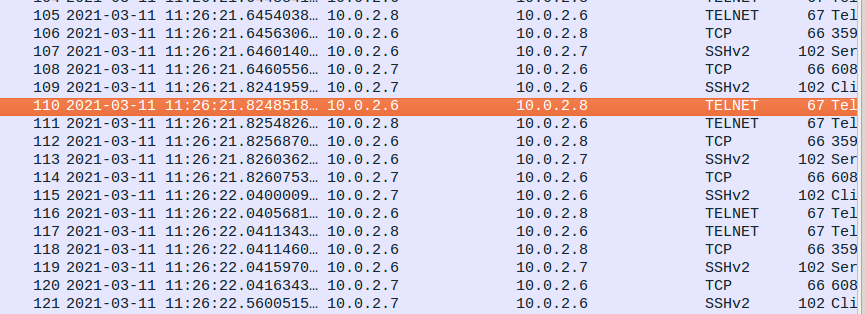 105 2021-03-11 11:26:21.6454038… 10.0.2.8 10.0.2.6 TELNET 67 Tel
106 2021-03-11 11:26:21.6456306… 10.0.2.6 10.0.2.8 TCP 66 359
107 2021-03-11 11:26:21.6460140… 10.0.2.6 10.0.2.7 SSHv2 102 Ser
108 2021-03-11 11:26:21.6460556… 10.0.2.7 10.0.2.6 TCP 66 608
109 2021-03-11 11:26:21.8241959… 10.0.2.7 10.0.2.6 SSHv2 102 Cli
110 2021-03-11 11:26:21.8248518… 10.0.2.6 10.0.2.8 TELNET 67 Tel
111 2021-03-11 11:26:21.8254826… 10.0.2.8 10.0.2.6 TELNET 67 Tel
112 2021-03-11 11:26:21.8256870… 10.0.2.6 10.0.2.8 TCP 66 359
113 2021-03-11 11:26:21.8260362… 10.0.2.6 10.0.2.7 SSHv2 102 Ser
114 2021-03-11 11:26:21.8260753… 10.0.2.7 10.0.2.6 TCP 66 608
115 2021-03-11 11:26:22.0400009… 10.0.2.7 10.0.2.6 SSHv2 102 Cli
116 2021-03-11 11:26:22.0405681… 10.0.2.6 10.0.2.8 TELNET 67 Tel
117 2021-03-11 11:26:22.0411343… 10.0.2.8 10.0.2.6 TELNET 67 Tel
118 2021-03-11 11:26:22.0411460… 10.0.2.6 10.0.2.8 TCP 66 359
119 2021-03-11 11:26:22.0415970… 10.0.2.6 10.0.2.7 SSHv2 102 Ser
120 2021-03-11 11:26:22.0416343… 10.0.2.7 10.0.2.6 TCP 66 608
121 2021-03-11 11:26:22.5600515… 10.0.2.7 10.0.2.6 SSHv2 102 Cli